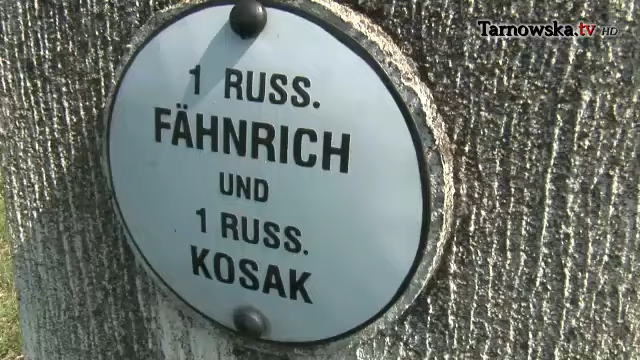 Tarnowska.tv HD
1 RUSS.
FÄHNRICH
UND
1 RUSS.
KOSAK